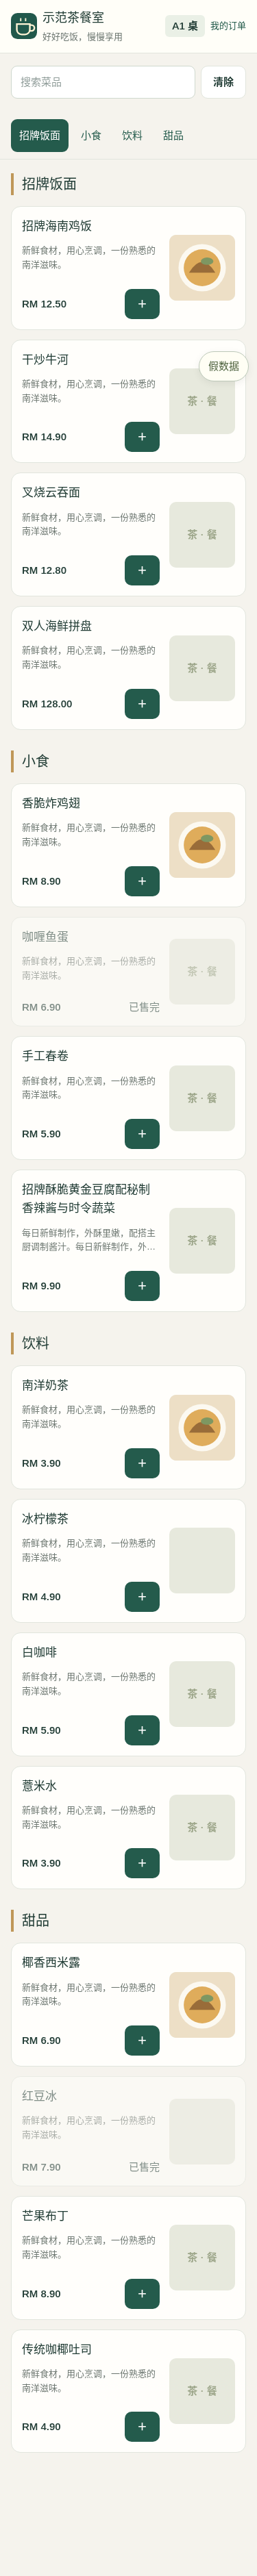 示范茶餐室
好好吃饭，慢慢享用
A1 桌
我的订单
搜索菜品
清除
招牌饭面
小食
饮料
甜品
招牌饭面
招牌海南鸡饭
新鲜食材，用心烹调，一份熟悉的
南洋滋味。
RM 12.50
+
干炒牛河
假数据
新鲜食材，用心烹调，一份熟悉的
南洋滋味。
茶 · 餐
RM 14.90
+
叉烧云吞面
新鲜食材，用心烹调，一份熟悉的
南洋滋味。
茶 · 餐
RM 12.80
+
双人海鲜拼盘
新鲜食材，用心烹调，一份熟悉的
南洋滋味。
茶 · 餐
RM 128.00
+
小食
香脆炸鸡翅
新鲜食材，用心烹调，一份熟悉的
南洋滋味。
RM 8.90
+
咖喱鱼蛋
新鲜食材，用心烹调，一份熟悉的
南洋滋味。
茶 · 餐
RM 6.90
已售完
手工春卷
新鲜食材，用心烹调，一份熟悉的
南洋滋味。
茶 · 餐
RM 5.90
+
招牌酥脆黄金豆腐配秘制
香辣酱与时令蔬菜
每日新鲜制作，外酥里嫩，配搭主
厨调制酱汁。每日新鲜制作，外...
茶 · 餐
RM 9.90
+
饮料
南洋奶茶
新鲜食材，用心烹调，一份熟悉的
南洋滋味。
RM 3.90
+
冰柠檬茶
新鲜食材，用心烹调，一份熟悉的
南洋滋味。
RM 4.90
+
白咖啡
新鲜食材，用心烹调，一份熟悉的
南洋滋味。
茶 · 餐
RM 5.90
+
薏米水
新鲜食材，用心烹调，一份熟悉的
南洋滋味。
茶 · 餐
RM 3.90
+
甜品
椰香西米露
新鲜食材，用心烹调，一份熟悉的
南洋滋味。
RM 6.90
+
红豆冰
新鲜食材，用心烹调，一份熟悉的
南洋滋味。
RM 7.90
已售完
芒果布丁
新鲜食材，用心烹调，一份熟悉的
南洋滋味。
茶 · 餐
RM 8.90
+
传统咖椰吐司
新鲜食材，用心烹调，一份熟悉的
南洋滋味。
茶 · 餐
RM 4.90
+